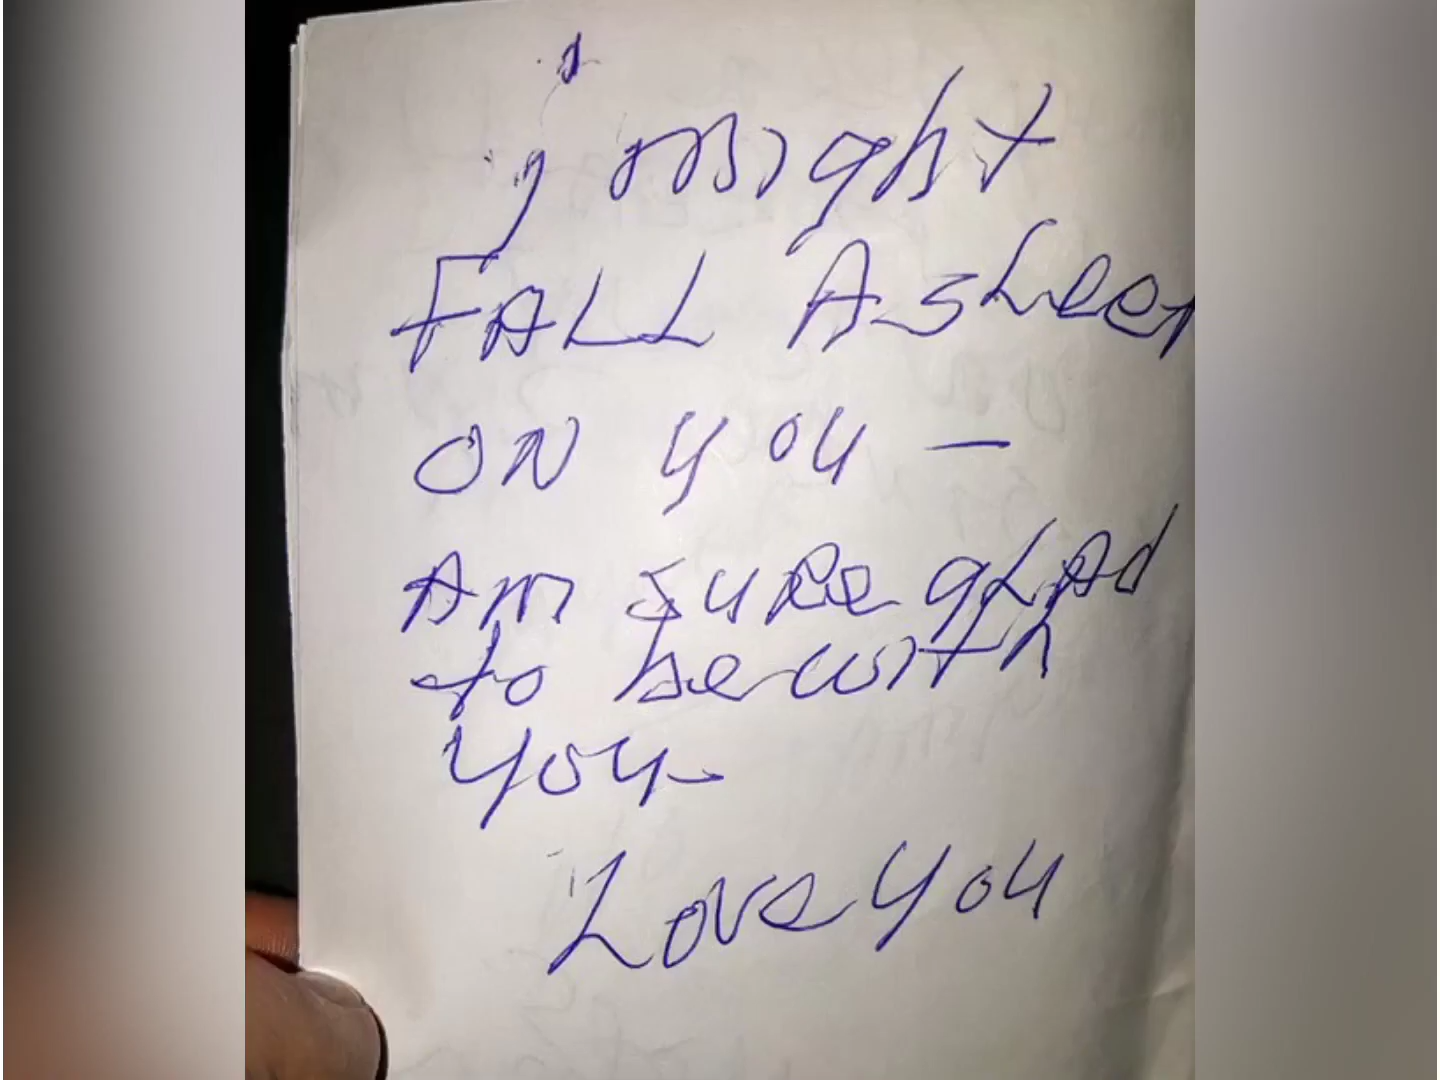 I might
FALL AsLeep
ON you —
Am sure gLAd
to be with
you -
Love you